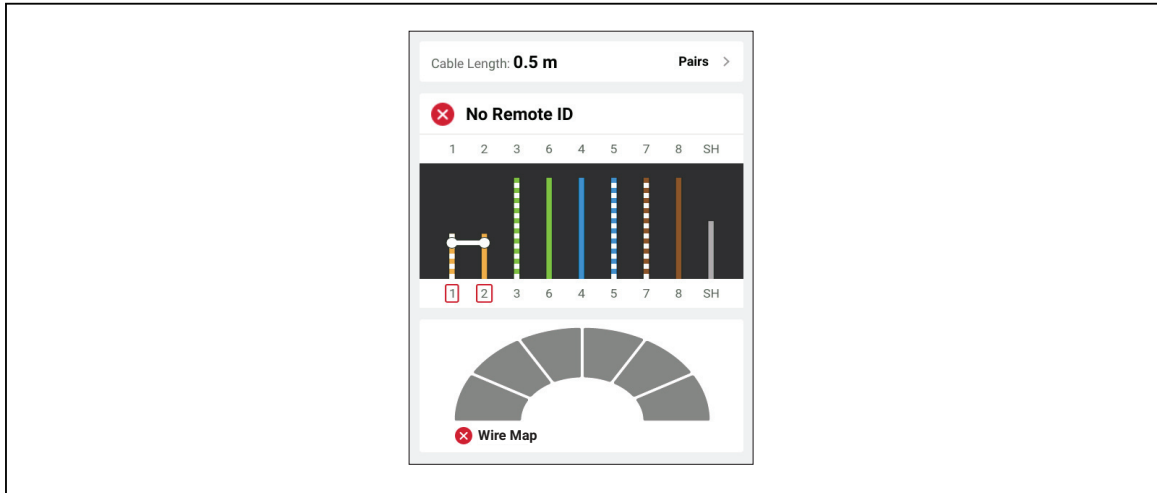 Cable Length: 0.5 m Pairs >
No Remote ID
1 2 3 6 4 5 7 8 SH
1 2 3 6 4 5 7 8 SH
Wire Map